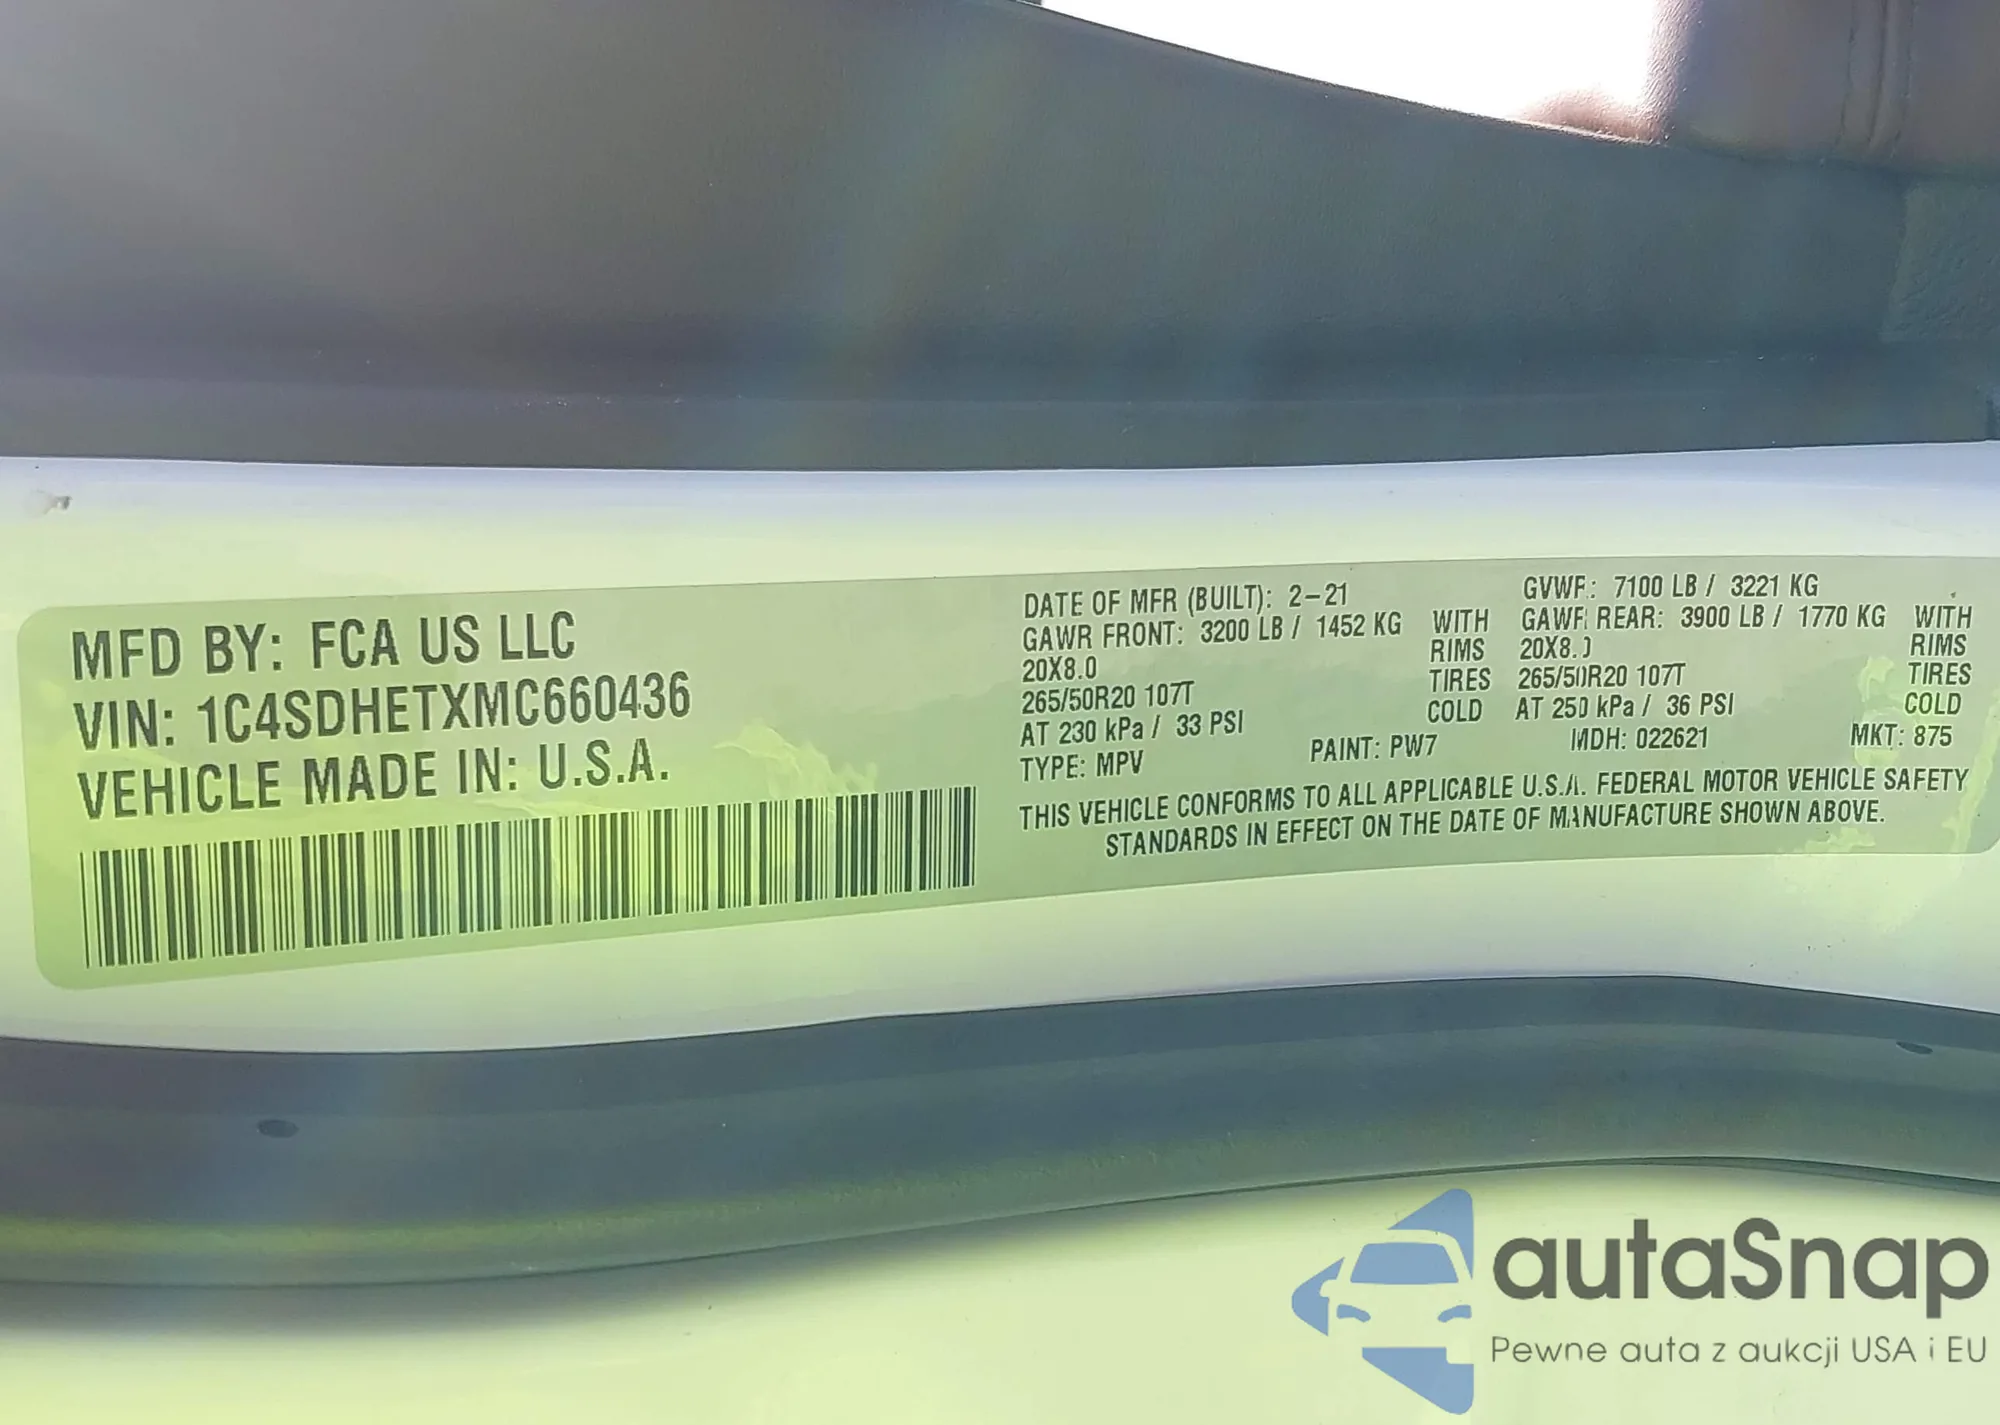 MFD BY: FCA US LLC
VIN: 1C4SDHETXMC660436
VEHICLE MADE IN: U.S.A.
DATE OF MFR (BUILT): 2-21 GVWR: 7100 LB / 3221 KG
GAWR FRONT: 3200 LB / 1452 KG WITH GAWR REAR: 3900 LB / 1770 KG WITH
20X8.0 RIMS 20X8.0 RIMS
265/50R20 107T TIRES 265/50R20 107T TIRES
AT 230 kPa / 33 PSI COLD AT 250 kPa / 36 PSI COLD
TYPE: MPV PAINT: PW7 MDH: 022621 MKT: 875
THIS VEHICLE CONFORMS TO ALL APPLICABLE U.S.A. FEDERAL MOTOR VEHICLE SAFETY
STANDARDS IN EFFECT ON THE DATE OF MANUFACTURE SHOWN ABOVE.
autaSnap
Pewne auta z aukcji USA i EU